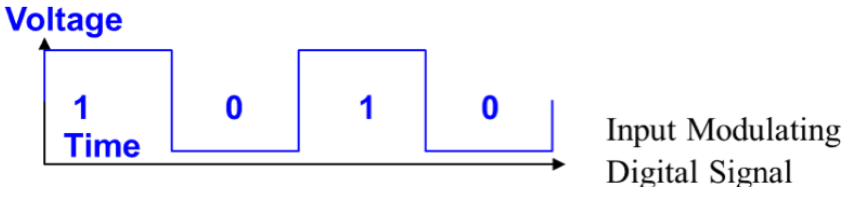 Voltage
1 0 1 0
Time
Input Modulating
Digital Signal